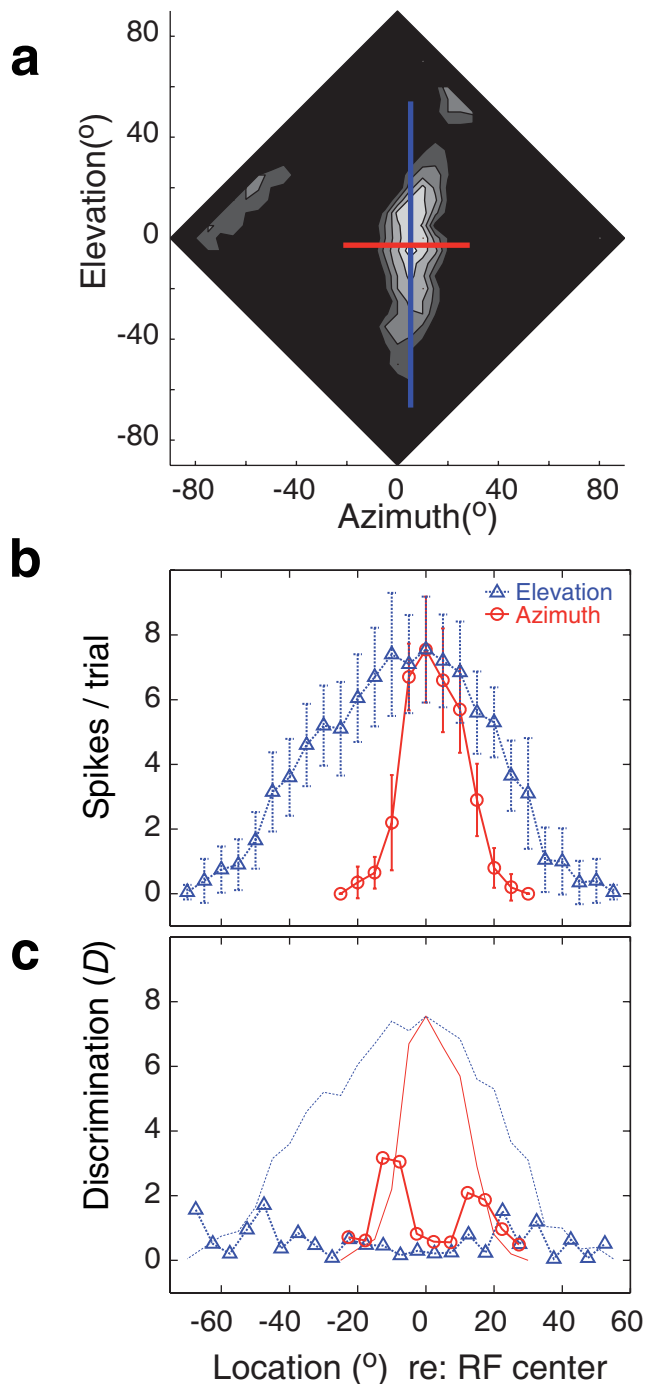 a
Elevation(º)
80
40
0
-40
-80
-80 -40 0 40 80
Azimuth(º)
b
Elevation
Azimuth
Spikes / trial
8
6
4
2
0
c
Discrimination (D)
8
6
4
2
0
-60 -40 -20 0 20 40 60
Location (º) re: RF center